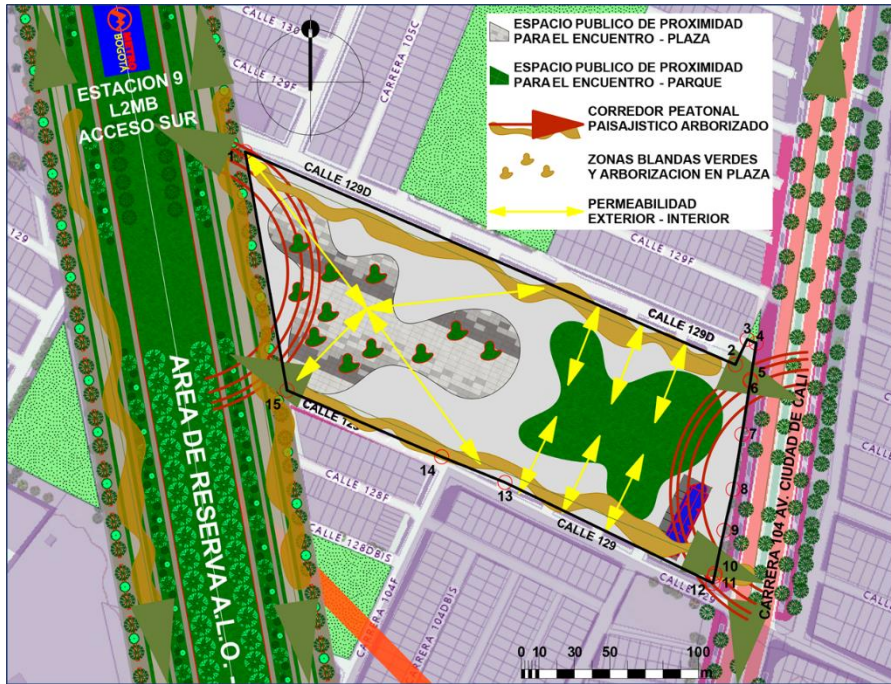 METRO
BOGOTÁ
ESTACION 9
L2MB
ACCESO SUR
CALLE 130
CALLE 129F
CARRERA 105C
ESPACIO PUBLICO DE PROXIMIDAD
PARA EL ENCUENTRO - PLAZA
ESPACIO PUBLICO DE PROXIMIDAD
PARA EL ENCUENTRO - PARQUE
CORREDOR PEATONAL
PAISAJISTICO ARBORIZADO
ZONAS BLANDAS VERDES
Y ARBORIZACION EN PLAZA
PERMEABILIDAD
EXTERIOR - INTERIOR
1
CALLE 129D
CALLE 129F
129
CALLE 129D
2
3
4
5
6
7
8
9
10
11
12
13
14
15
CALLE 129
CALLE 129
CALLE 128F
CALLE 128DBIS
CARRERA 104F
CARRERA 104DBIS
AREA DE RESERVA A.L.O. -
CARRERA 104 AV. CIUDAD DE CALI
0 10 30 50 100
m